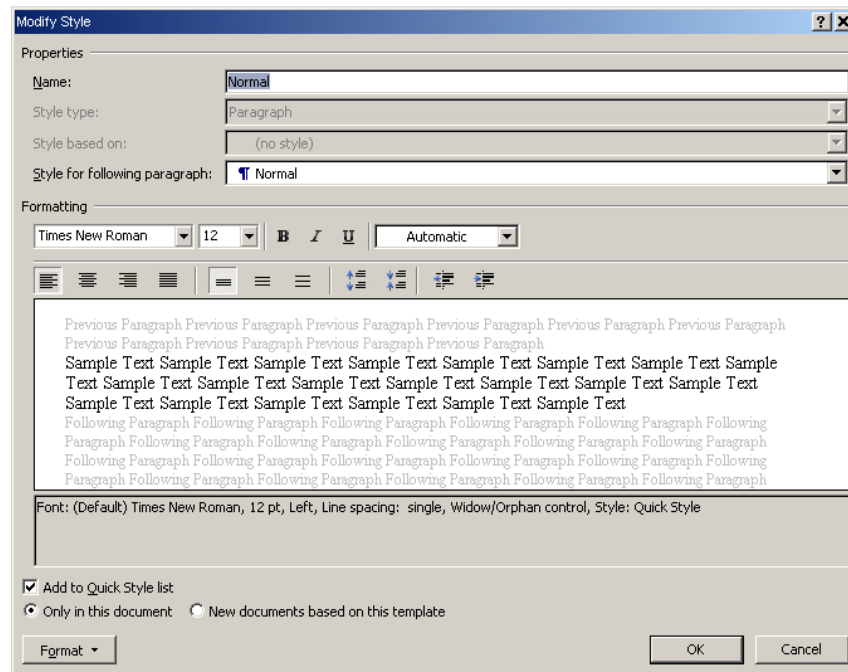 Modify Style
Properties
Name: Normal
Style type: Paragraph
Style based on: (no style)
Style for following paragraph: ¶ Normal
Formatting
Times New Roman 12 B I U Automatic
Previous Paragraph Previous Paragraph Previous Paragraph Previous Paragraph Previous Paragraph Previous Paragraph
Previous Paragraph Previous Paragraph Previous Paragraph Previous Paragraph
Sample Text Sample Text Sample Text Sample Text Sample Text Sample Text Sample Text Sample
Text Sample Text Sample Text Sample Text Sample Text Sample Text Sample Text Sample Text
Sample Text Sample Text Sample Text Sample Text Sample Text Sample Text
Following Paragraph Following Paragraph Following Paragraph Following Paragraph Following Paragraph Following
Paragraph Following Paragraph Following Paragraph Following Paragraph Following Paragraph Following Paragraph
Following Paragraph Following Paragraph Following Paragraph Following Paragraph Following Paragraph Following
Paragraph Following Paragraph Following Paragraph Following Paragraph Following Paragraph Following Paragraph
Font: (Default) Times New Roman, 12 pt, Left, Line spacing: single, Widow/Orphan control, Style: Quick Style
Add to Quick Style list
Only in this document New documents based on this template
Format OK Cancel